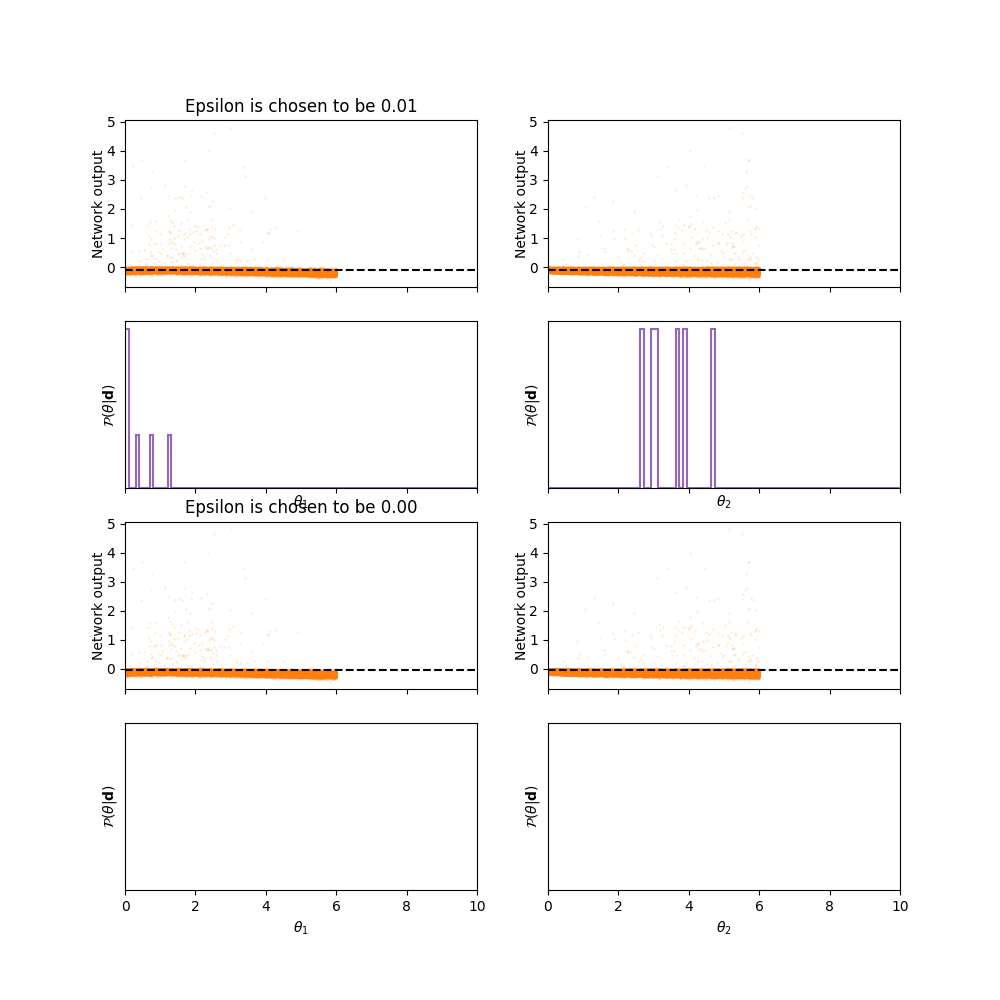 Epsilon is chosen to be 0.01
Network output
5
4
3
2
1
0
Network output
5
4
3
2
1
0
𝒫(θ|𝐝)
θ₁
𝒫(θ|𝐝)
θ₂
Epsilon is chosen to be 0.00
Network output
5
4
3
2
1
0
Network output
5
4
3
2
1
0
𝒫(θ|𝐝)
0 2 4 6 8 10
θ₁
𝒫(θ|𝐝)
0 2 4 6 8 10
θ₂